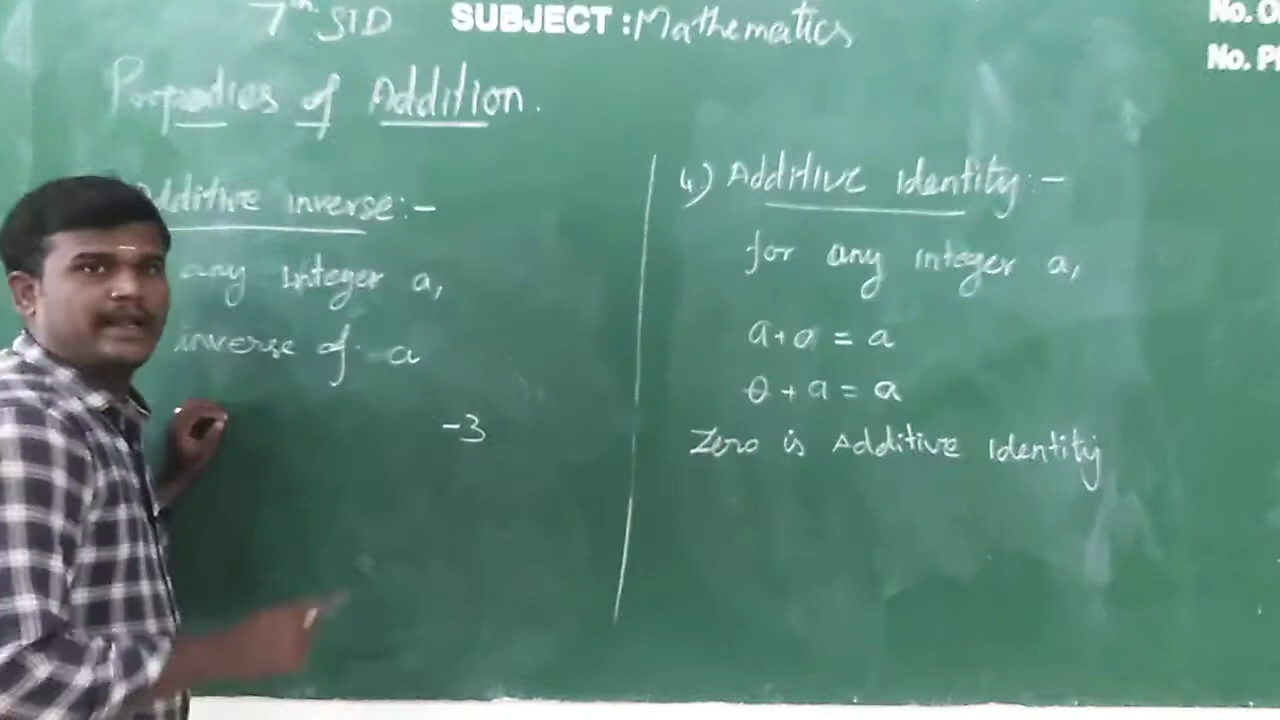 7th STD SUBJECT : Mathematics
No.
No.
Properties of Addition.
Additive inverse:-
any integer a,
inverse of a
-3
4) Additive Identity:-
for any integer a,
a+0 = a
0 + a = a
Zero is Additive Identity